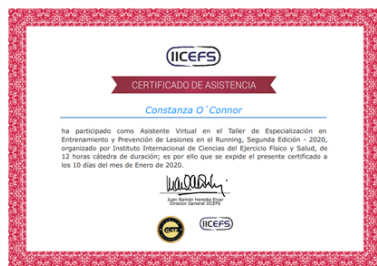 IICEFS
CERTIFICADO DE ASISTENCIA
Constanza O´Connor
ha participado como Asistente Virtual en el Taller de Especialización en
Entrenamiento y Prevención de Lesiones en el Running, Segunda Edición - 2020,
organizado por Instituto Internacional de Ciencias del Ejercicio Físico y Salud, de
12 horas cátedra de duración; es por ello que se expide el presente certificado a
los 10 días del mes de Enero de 2020.
Juan Ramón Heredia Elvar
Director General IICEFS
IICEFS